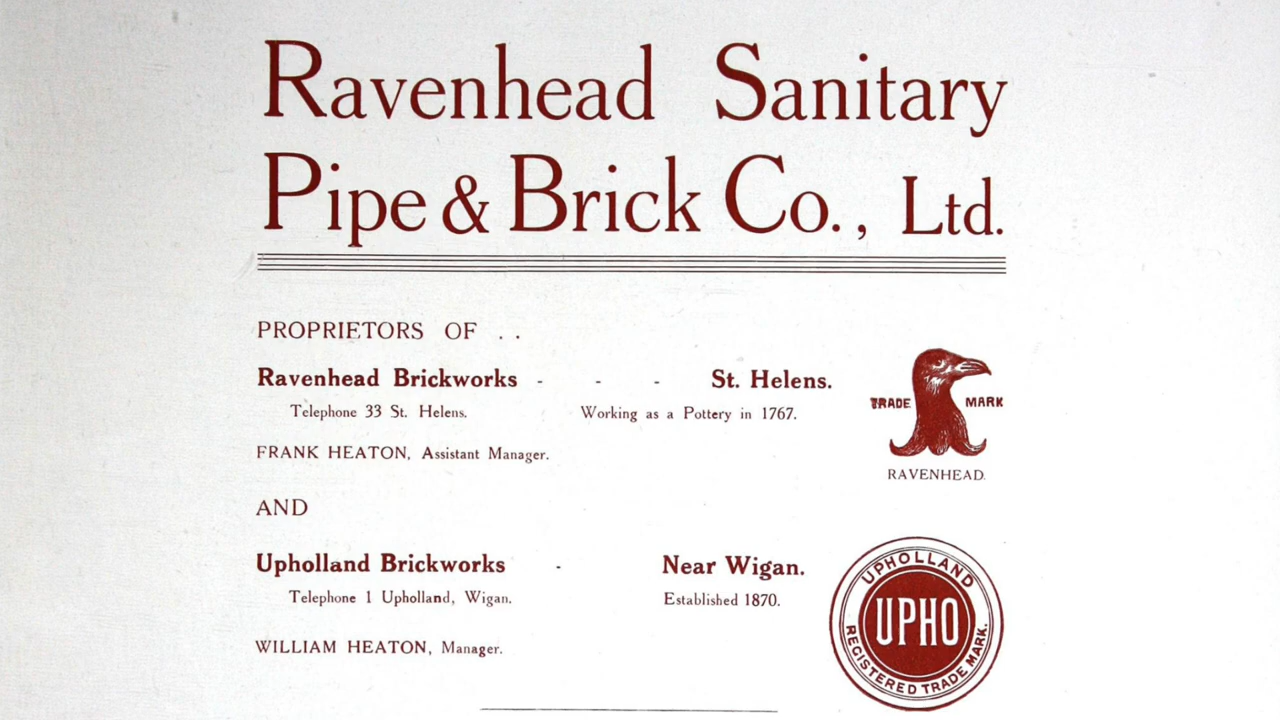 Ravenhead Sanitary
Pipe & Brick Co., Ltd.
PROPRIETORS OF . .
Ravenhead Brickworks - - - St. Helens.
Telephone 33 St. Helens. Working as a Pottery in 1767.
FRANK HEATON, Assistant Manager.
TRADE MARK
RAVENHEAD.
AND
Upholland Brickworks - Near Wigan.
Telephone 1 Upholland, Wigan. Established 1870.
WILLIAM HEATON, Manager.
UPHOLLAND
UPHO
REGISTERED TRADE MARK.